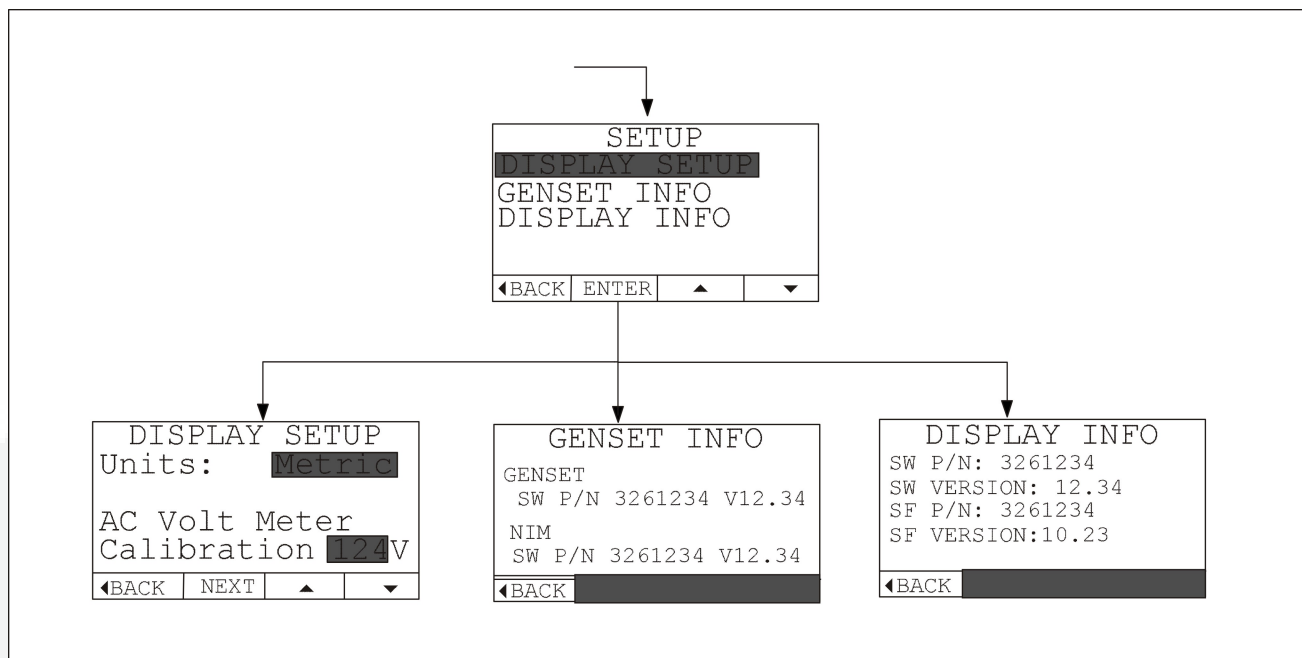 SETUP
DISPLAY SETUP
GENSET INFO
DISPLAY INFO
◀BACK ENTER ▲ ▼
DISPLAY SETUP
Units: Metric
AC Volt Meter
Calibration 124V
◀BACK NEXT ▲ ▼
GENSET INFO
GENSET
SW P/N 3261234 V12.34
NIM
SW P/N 3261234 V12.34
◀BACK
DISPLAY INFO
SW P/N: 3261234
SW VERSION: 12.34
SF P/N: 3261234
SF VERSION:10.23
◀BACK